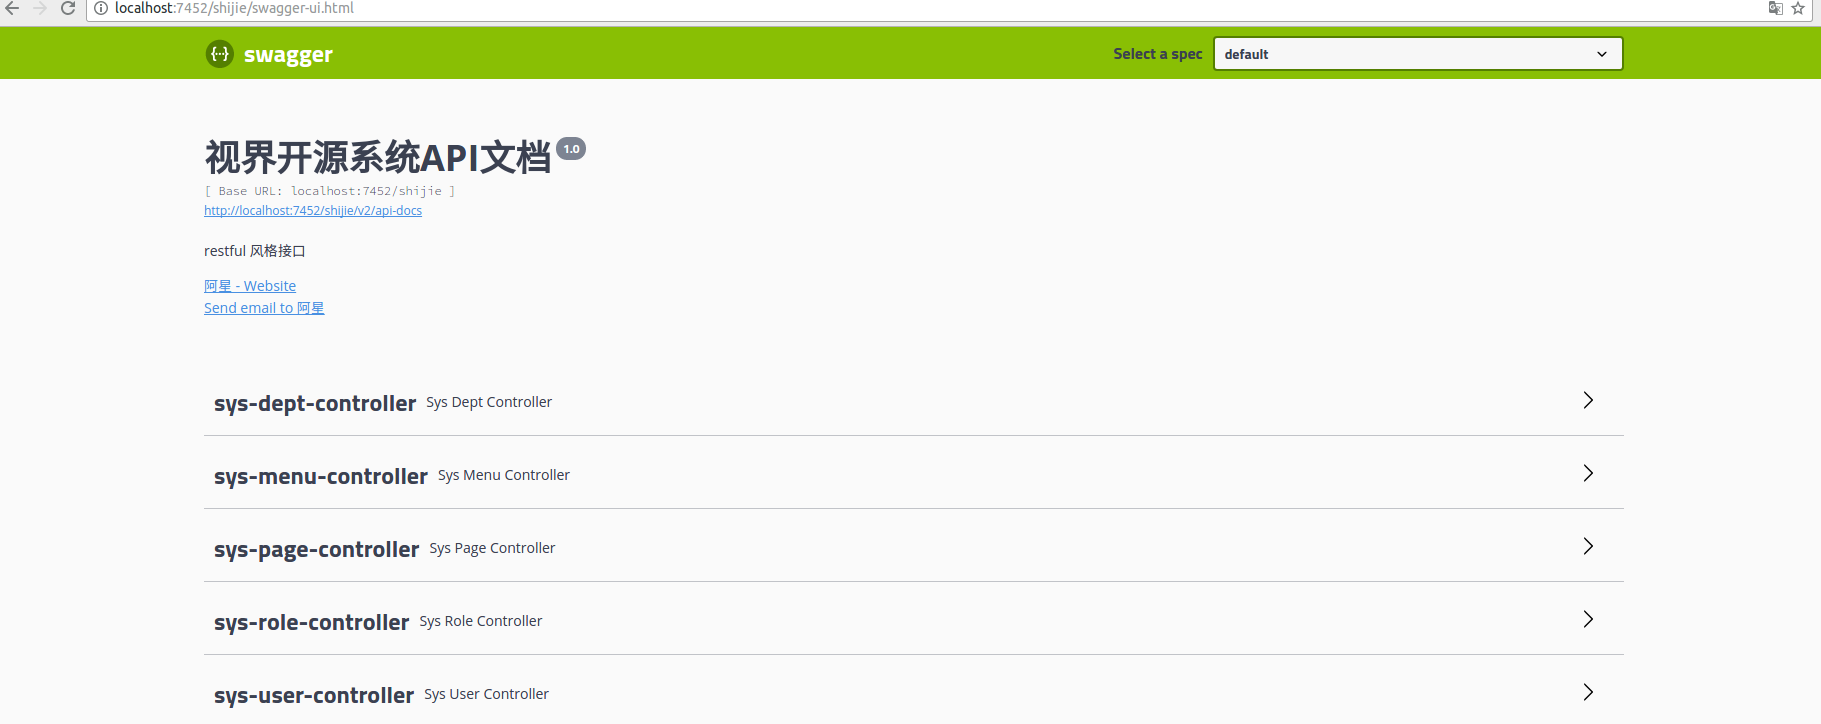 localhost:7452/shijie/swagger-ui.html
{···} swagger
Select a spec
default
视界开源系统API文档 1.0
[ Base URL: localhost:7452/shijie ]
http://localhost:7452/shijie/v2/api-docs
restful 风格接口
阿星 - Website
Send email to 阿星
sys-dept-controller Sys Dept Controller
sys-menu-controller Sys Menu Controller
sys-page-controller Sys Page Controller
sys-role-controller Sys Role Controller
sys-user-controller Sys User Controller